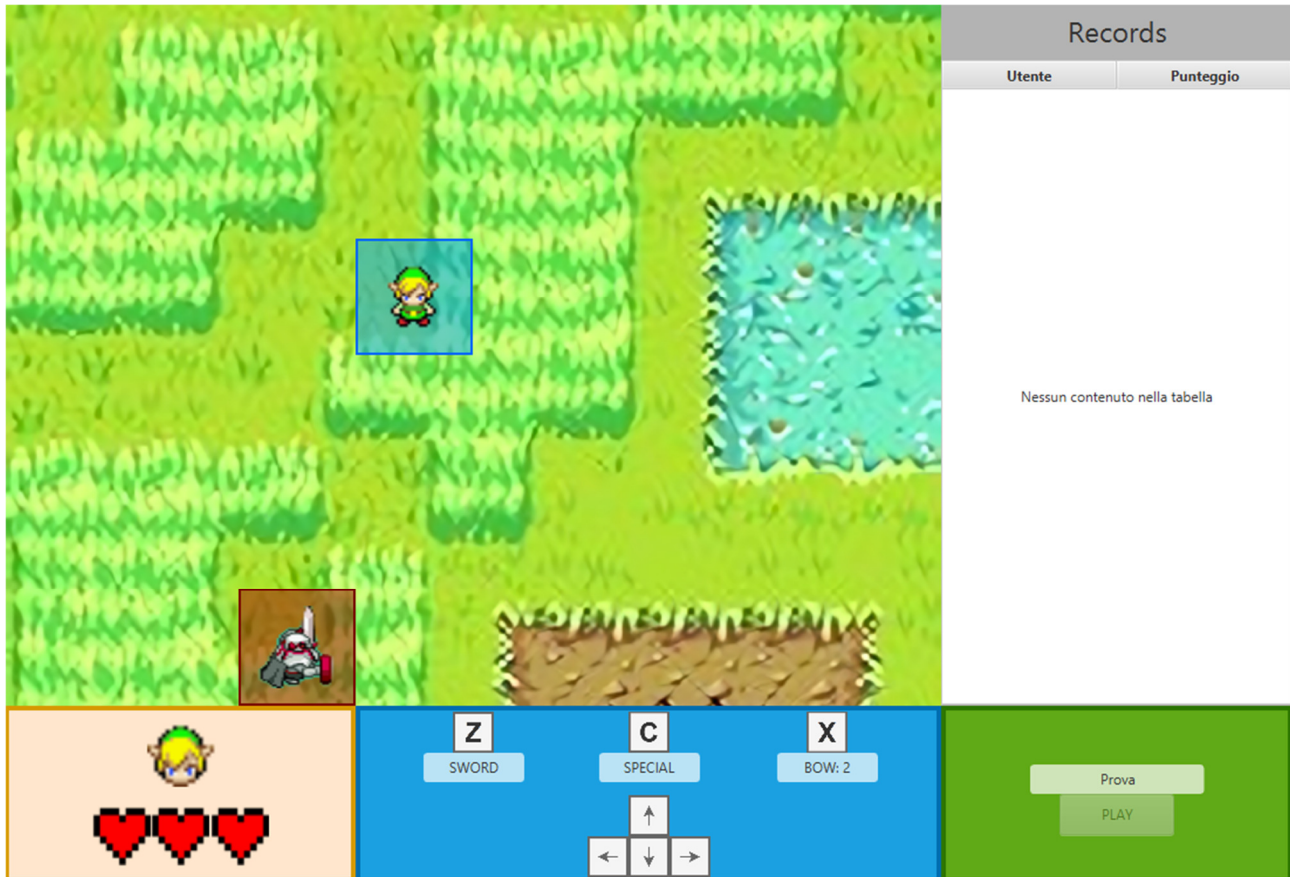 Records
Utente Punteggio
Nessun contenuto nella tabella
Z C X
SWORD SPECIAL BOW: 2
↑
← ↓ →
Prova
PLAY